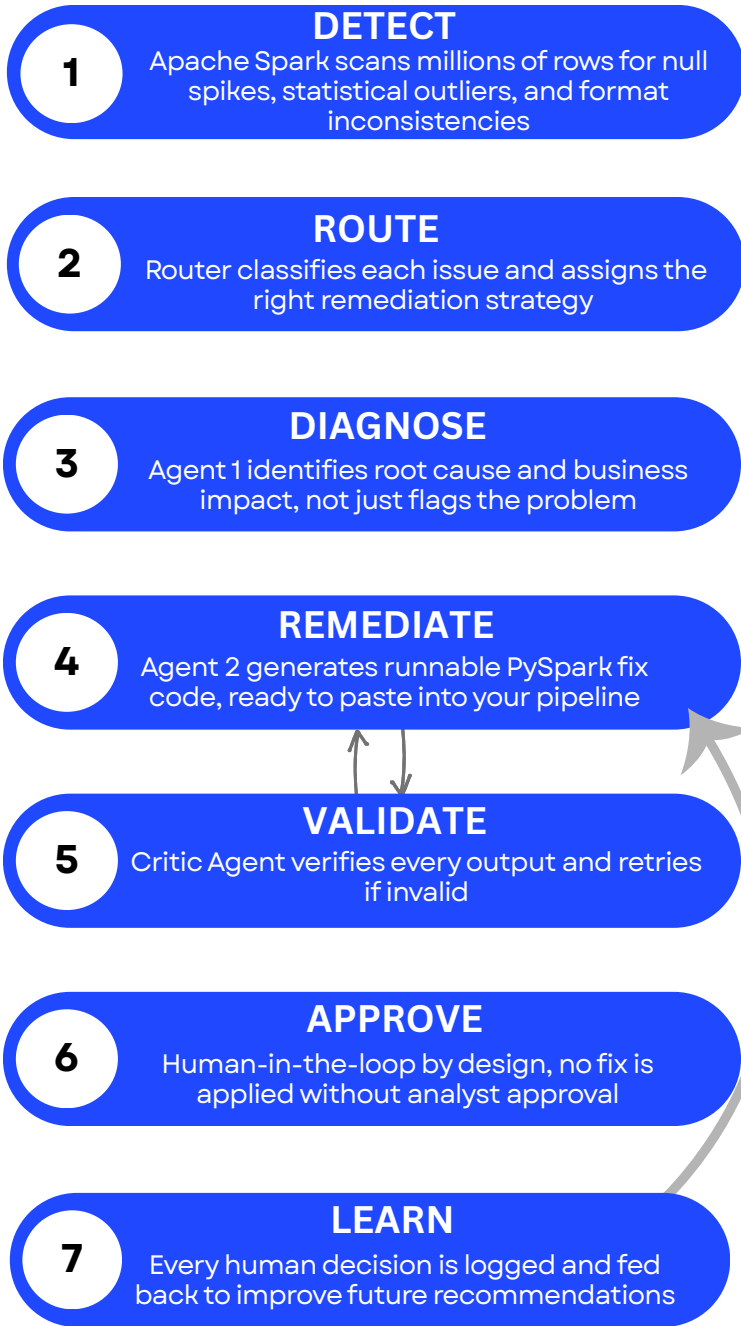 DETECT
1
Apache Spark scans millions of rows for null
spikes, statistical outliers, and format
inconsistencies
ROUTE
2
Router classifies each issue and assigns the
right remediation strategy
DIAGNOSE
3
Agent 1 identifies root cause and business
impact, not just flags the problem
REMEDIATE
4
Agent 2 generates runnable PySpark fix
code, ready to paste into your pipeline
VALIDATE
5
Critic Agent verifies every output and retries
if invalid
APPROVE
6
Human-in-the-loop by design, no fix is
applied without analyst approval
LEARN
7
Every human decision is logged and fed
back to improve future recommendations